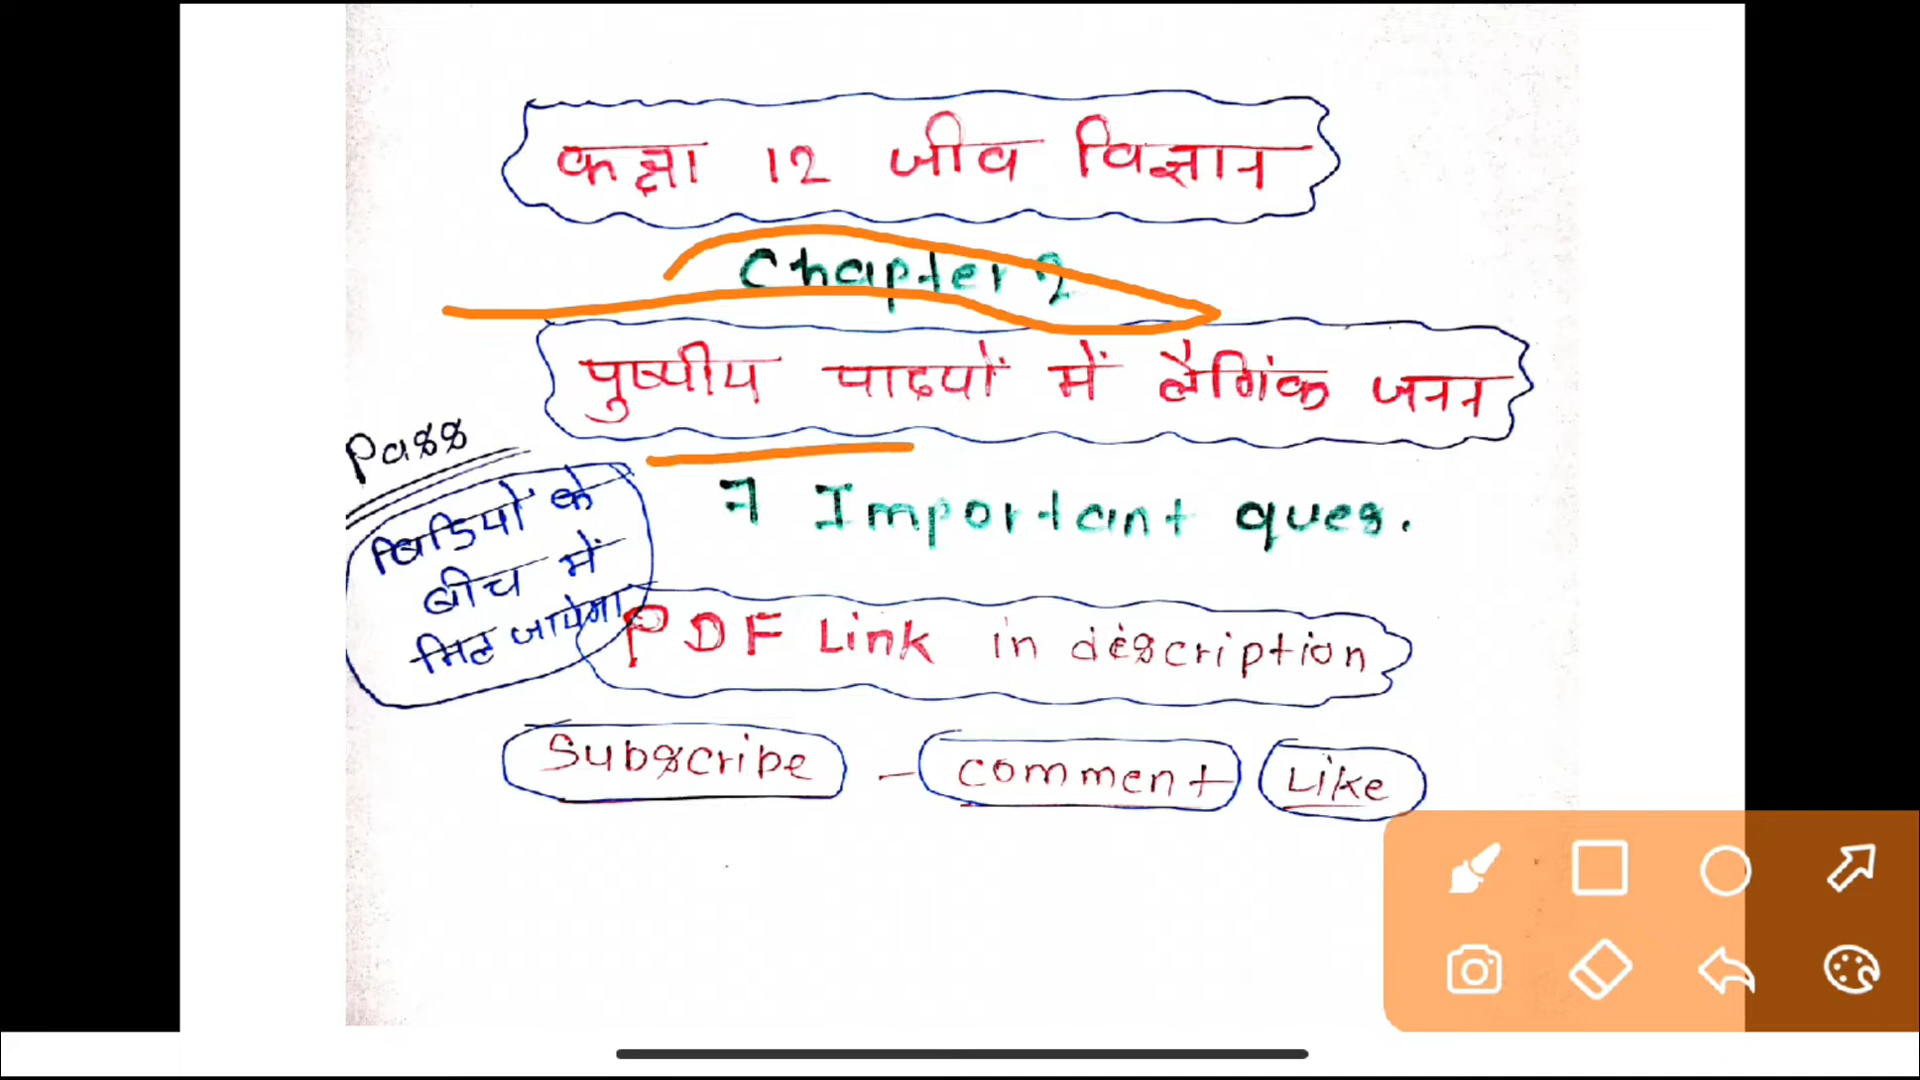 कक्षा 12 जीव विज्ञान
Chapter 2
पुष्पीय पादपों में लैगिंक जनन
Pass
विडियों के
बीच में
मिल जायेगा
7 Important ques.
PDF Link in description
Subscribe - comment Like